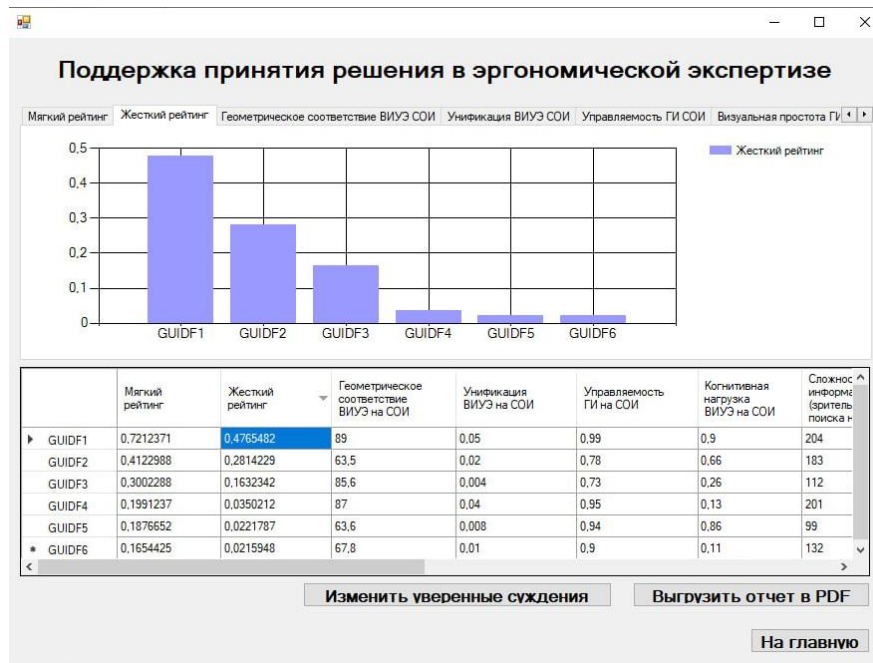 Поддержка принятия решения в эргономической экспертизе
Мягкий рейтинг Жесткий рейтинг Геометрическое соответствие ВИУЭ СОИ Унификация ВИУЭ СОИ Управляемость ГИ СОИ Визуальная простота ГИ
0,5
0,4
0,3
0,2
0,1
0
GUIDF1 GUIDF2 GUIDF3 GUIDF4 GUIDF5 GUIDF6
Жесткий рейтинг
Мягкий рейтинг
Жесткий рейтинг
Геометрическое соответствие ВИУЭ на СОИ
Унификация ВИУЭ на СОИ
Управляемость ГИ на СОИ
Когнитивная нагрузка ВИУЭ на СОИ
Сложнос информа (зритель поиска н
GUIDF1 0,7212371 0,4765482 89 0,05 0,99 0,9 204
GUIDF2 0,4122988 0,2814229 63,5 0,02 0,78 0,66 183
GUIDF3 0,3002288 0,1632342 85,6 0,004 0,73 0,26 112
GUIDF4 0,1991237 0,0350212 87 0,04 0,95 0,13 201
GUIDF5 0,1876652 0,0221787 63,6 0,008 0,94 0,86 99
GUIDF6 0,1654425 0,0215948 67,8 0,01 0,9 0,11 132
Изменить уверенные суждения Выгрузить отчет в PDF
На главную